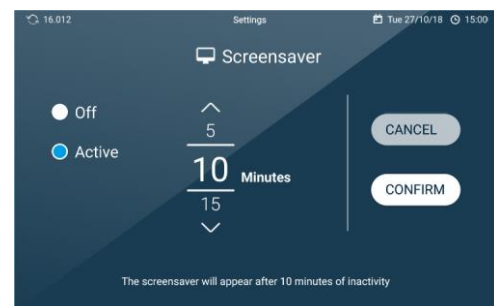 16.012 Settings Tue 27/10/18 15:00
Screensaver
Off
Active
5
10 Minutes
15
CANCEL
CONFIRM
The screensaver will appear after 10 minutes of inactivity